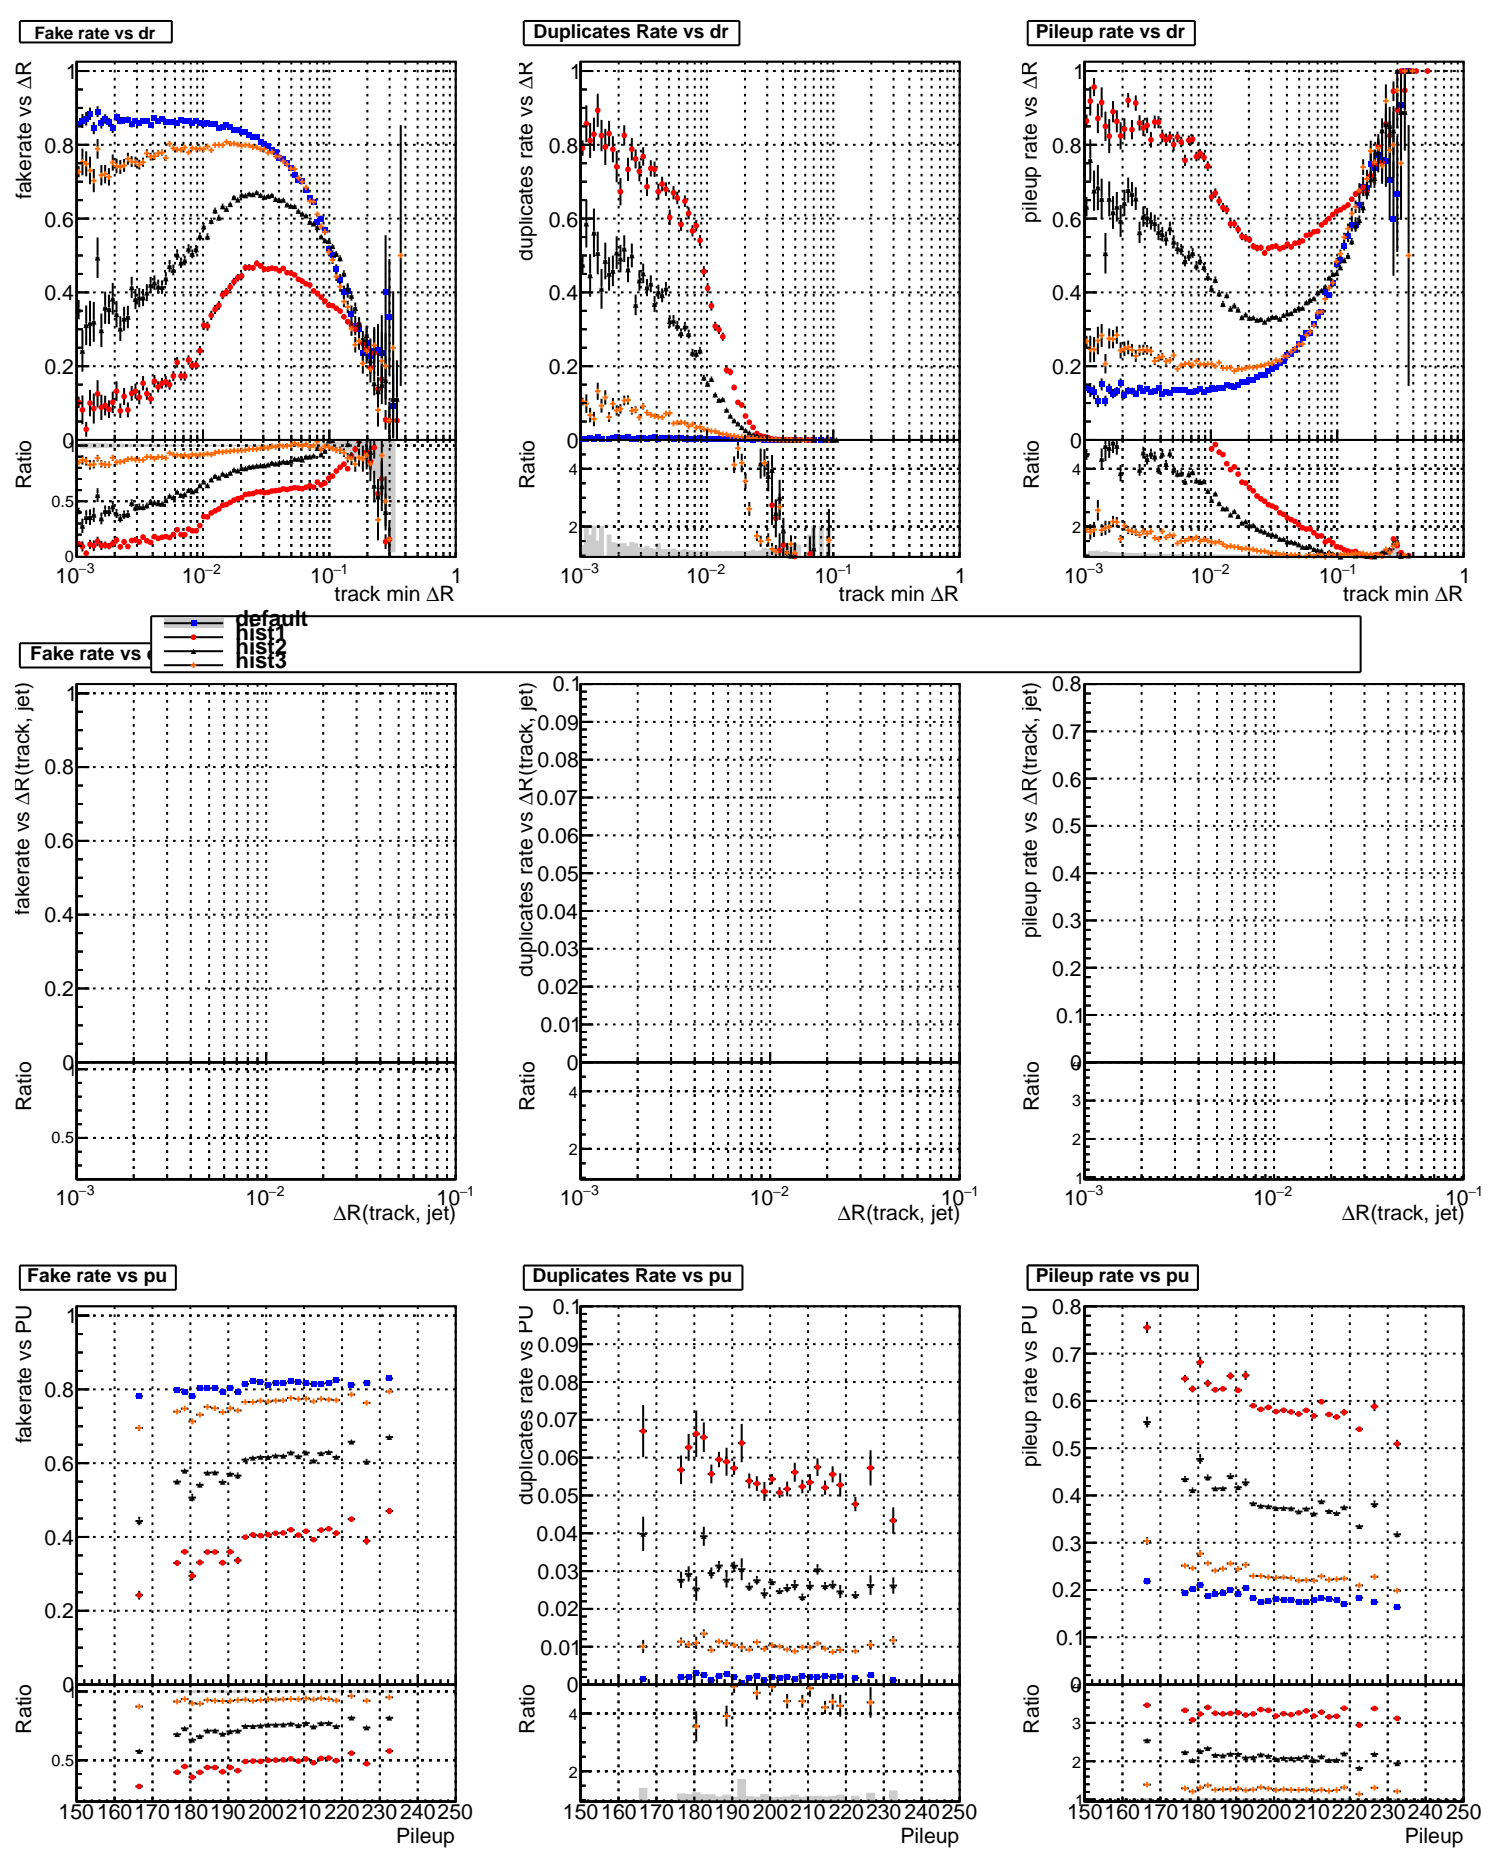 Fake rate vs dr
Duplicates Rate vs dr
Pileup rate vs dr
fakerate vs ΔR
1
0.8
0.6
0.4
0.2
0
Ratio
1
0.5
0
10−3
10−2
10−1
1
track min ΔR
duplicates rate vs ΔR
1
0.8
0.6
0.4
0.2
0
Ratio
4
2
10−3
10−2
10−1
1
track min ΔR
pileup rate vs ΔR
1
0.8
0.6
0.4
0.2
0
Ratio
4
2
10−3
10−2
10−1
1
track min ΔR
default
hist1
hist2
hist3
Fake rate vs
fakerate vs ΔR(track, jet)
1
0.8
0.6
0.4
0.2
0
Ratio
1
0.5
10−3
10−2
10−1
ΔR(track, jet)
duplicates rate vs ΔR(track, jet)
0.1
0.09
0.08
0.07
0.06
0.05
0.04
0.03
0.02
0.01
0
Ratio
4
2
10−3
10−2
10−1
ΔR(track, jet)
pileup rate vs ΔR(track, jet)
0.8
0.7
0.6
0.5
0.4
0.3
0.2
0.1
0
Ratio
3
2
1
10−3
10−2
10−1
ΔR(track, jet)
Fake rate vs pu
Duplicates Rate vs pu
Pileup rate vs pu
fakerate vs PU
1
0.8
0.6
0.4
0.2
0
Ratio
1
0.5
150 160 170 180 190 200 210 220 230 240 250
Pileup
duplicates rate vs PU
0.1
0.09
0.08
0.07
0.06
0.05
0.04
0.03
0.02
0.01
0
Ratio
4
2
150 160 170 180 190 200 210 220 230 240 250
Pileup
pileup rate vs PU
0.8
0.7
0.6
0.5
0.4
0.3
0.2
0.1
0
Ratio
3
2
1
150 160 170 180 190 200 210 220 230 240 250
Pileup